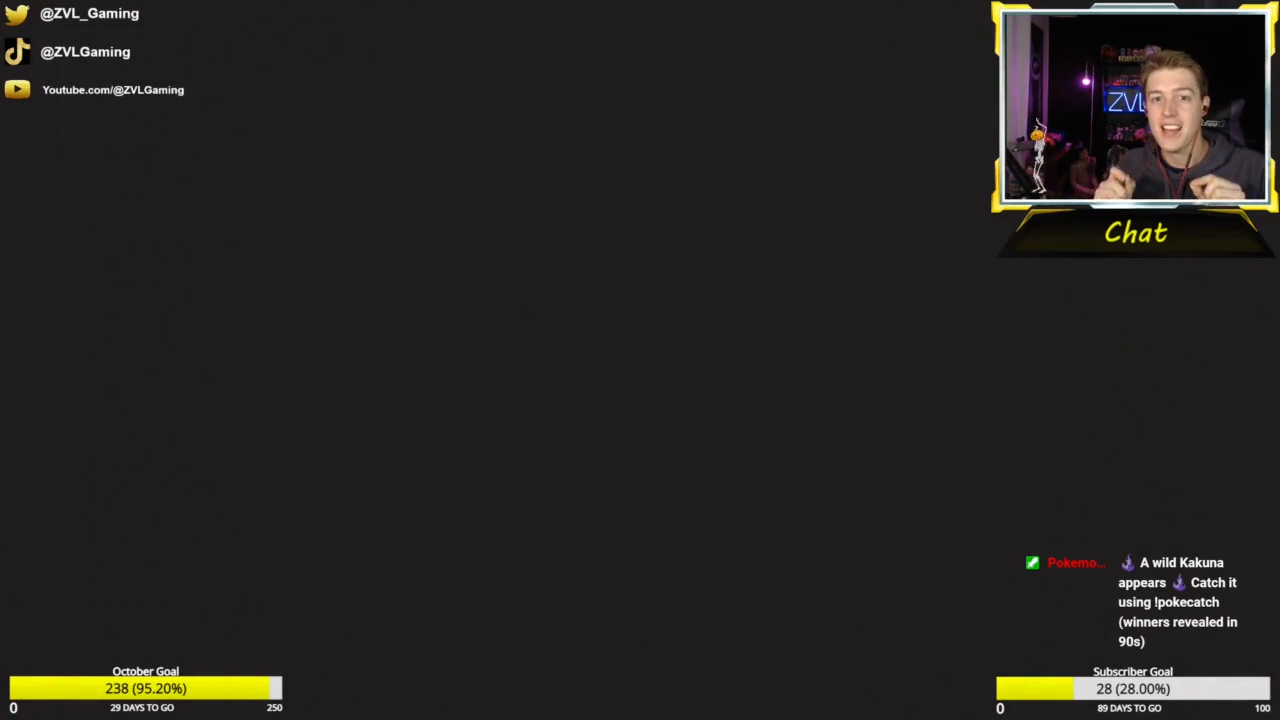 @ZVL_Gaming
@ZVLGaming
Youtube.com/@ZVLGaming
ZVL
Chat
Pokemo... A wild Kakuna
appears Catch it
using !pokecatch
(winners revealed in
90s)
October Goal
238 (95.20%)
0 29 DAYS TO GO 250
Subscriber Goal
28 (28.00%)
0 89 DAYS TO GO 100